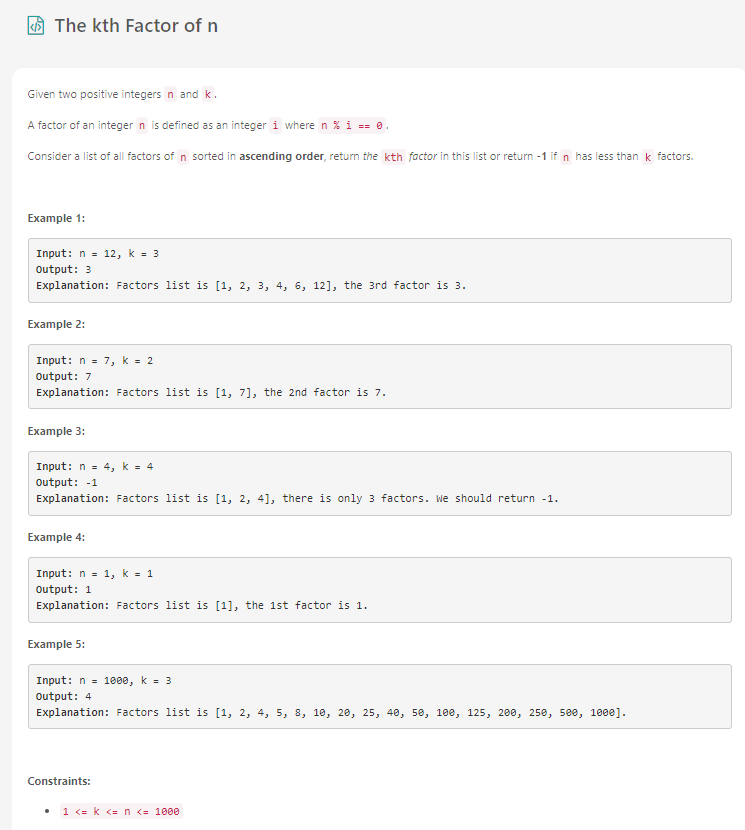 The kth Factor of n
Given two positive integers n and k.
A factor of an integer n is defined as an integer i where n % i == 0.
Consider a list of all factors of n sorted in ascending order, return the kth factor in this list or return -1 if n has less than k factors.
Example 1:
Input: n = 12, k = 3
Output: 3
Explanation: Factors list is [1, 2, 3, 4, 6, 12], the 3rd factor is 3.
Example 2:
Input: n = 7, k = 2
Output: 7
Explanation: Factors list is [1, 7], the 2nd factor is 7.
Example 3:
Input: n = 4, k = 4
Output: -1
Explanation: Factors list is [1, 2, 4], there is only 3 factors. We should return -1.
Example 4:
Input: n = 1, k = 1
Output: 1
Explanation: Factors list is [1], the 1st factor is 1.
Example 5:
Input: n = 1000, k = 3
Output: 4
Explanation: Factors list is [1, 2, 4, 5, 8, 10, 20, 25, 40, 50, 100, 125, 200, 250, 500, 1000].
Constraints:
• 1 <= k <= n <= 1000